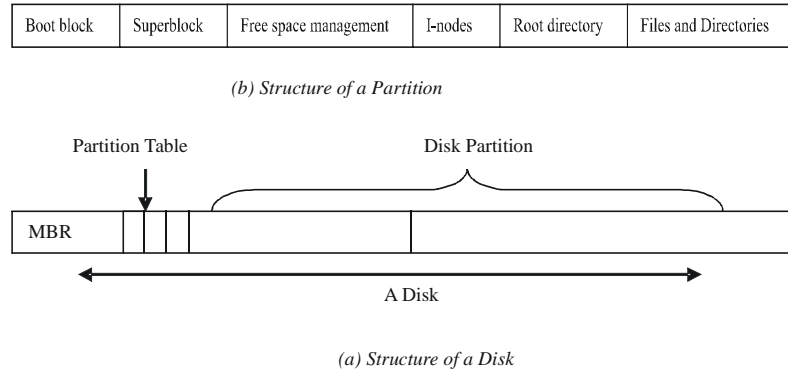 Boot block Superblock Free space management I-nodes Root directory Files and Directories
(b) Structure of a Partition
Partition Table Disk Partition
MBR
A Disk
(a) Structure of a Disk